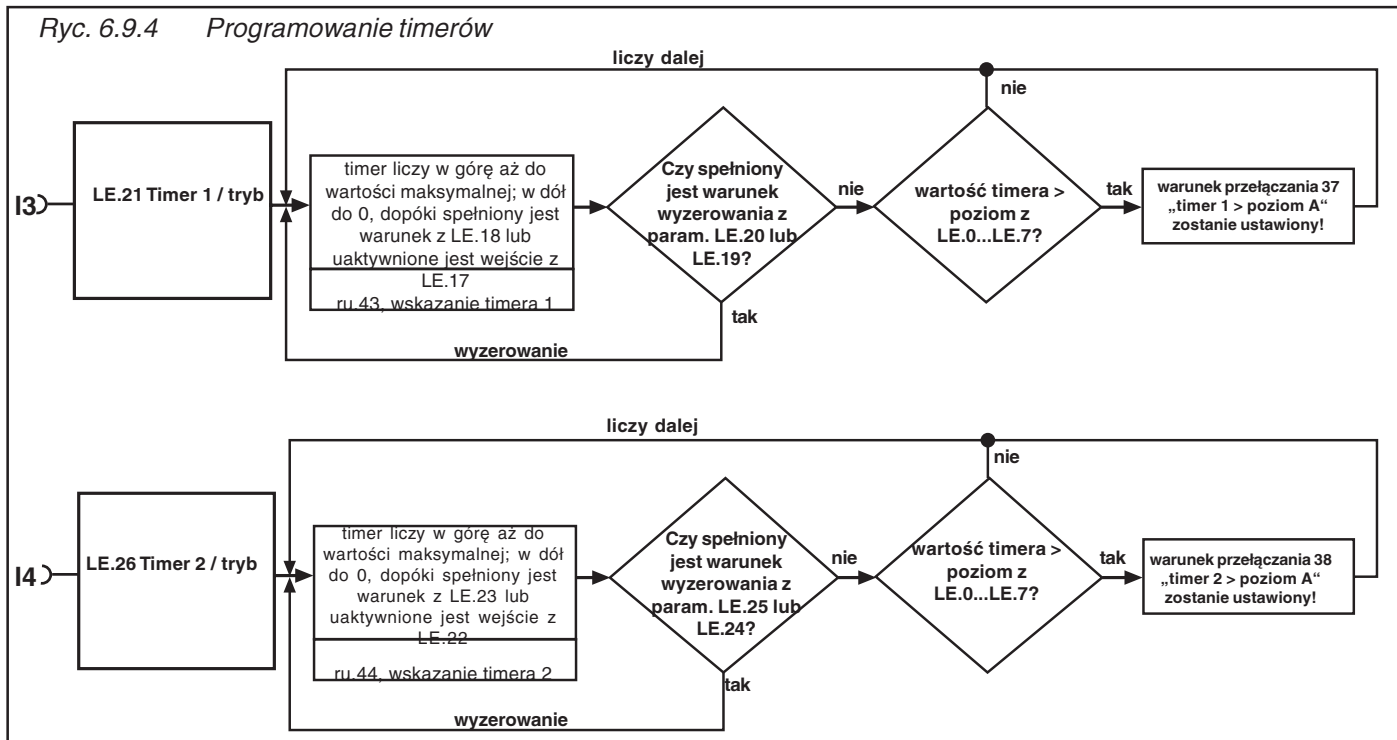 Ryc. 6.9.4 Programowanie timerów
liczy dalej
nie
I3
LE.21 Timer 1 / tryb
timer liczy w górę aż do
wartości maksymalnej; w dół
do 0, dopóki spełniony jest
warunek z LE.18 lub
uaktywnione jest wejście z
LE.17
ru.43, wskazanie timera 1
Czy spełniony
jest warunek
wyzerowania z
param. LE.20 lub
LE.19?
nie
wartość timera >
poziom z
LE.0...LE.7?
tak
warunek przełączania 37
„timer 1 > poziom A“
zostanie ustawiony!
tak
wyzerowanie
liczy dalej
nie
I4
LE.26 Timer 2 / tryb
timer liczy w górę aż do
wartości maksymalnej; w dół
do 0, dopóki spełniony jest
warunek z LE.23 lub
uaktywnione jest wejście z
LE.22
ru.44, wskazanie timera 2
Czy spełniony
jest warunek
wyzerowania z
param. LE.25 lub
LE.24?
nie
wartość timera >
poziom z
LE.0...LE.7?
tak
warunek przełączania 38
„timer 2 > poziom A“
zostanie ustawiony!
tak
wyzerowanie